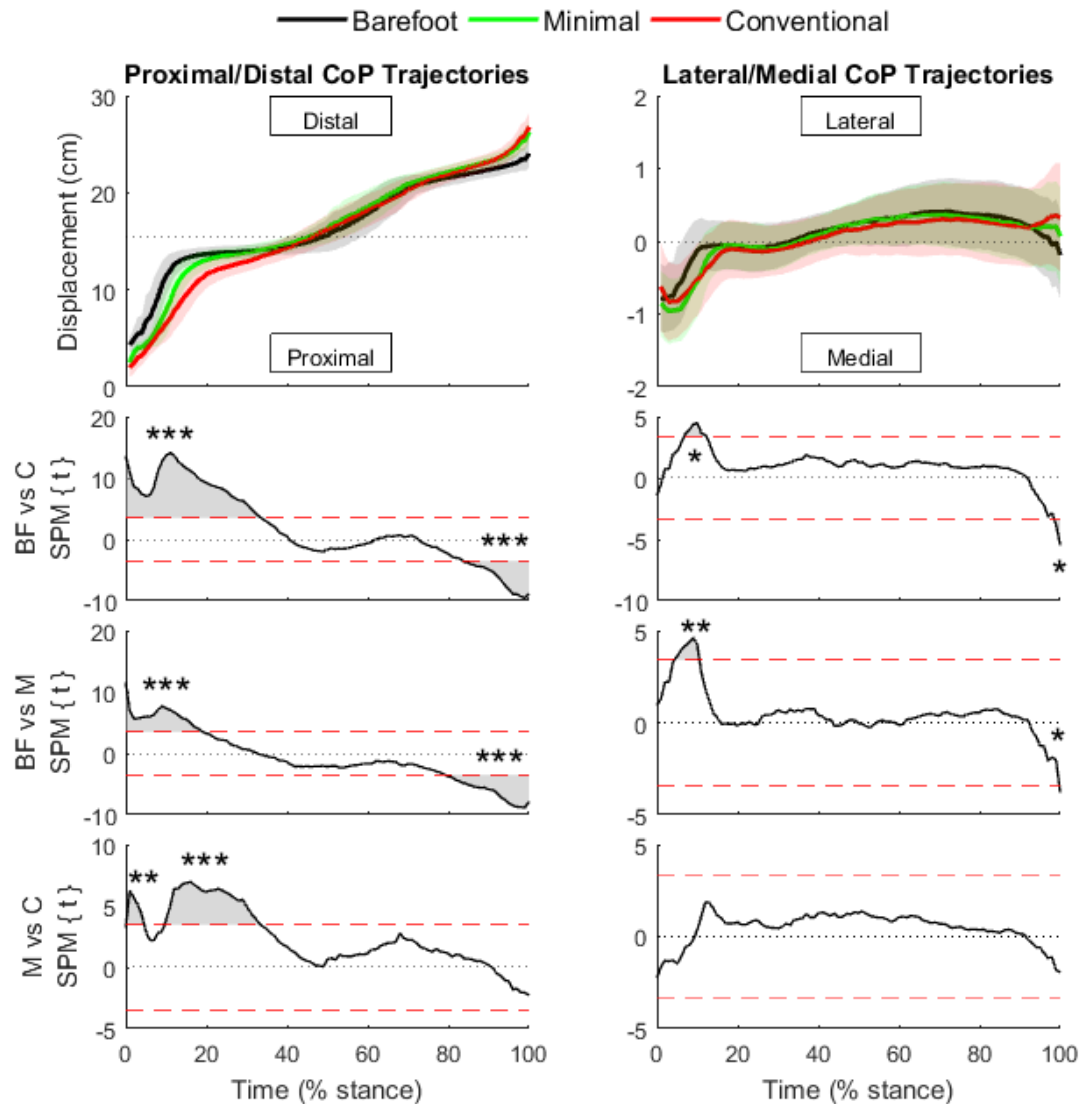 Barefoot Minimal Conventional
Proximal/Distal CoP Trajectories
30
20
10
0
Displacement (cm)
Distal
Proximal
Lateral/Medial CoP Trajectories
2
1
0
-1
-2
Lateral
Medial
20
10
0
-10
BF vs C
SPM { t }
***
***
5
0
-5
-10
*
*
20
10
0
-10
BF vs M
SPM { t }
***
***
5
0
-5
**
*
10
5
0
-5
M vs C
SPM { t }
**
***
0 20 40 60 80 100
Time (% stance)
5
0
-5
0 20 40 60 80 100
Time (% stance)